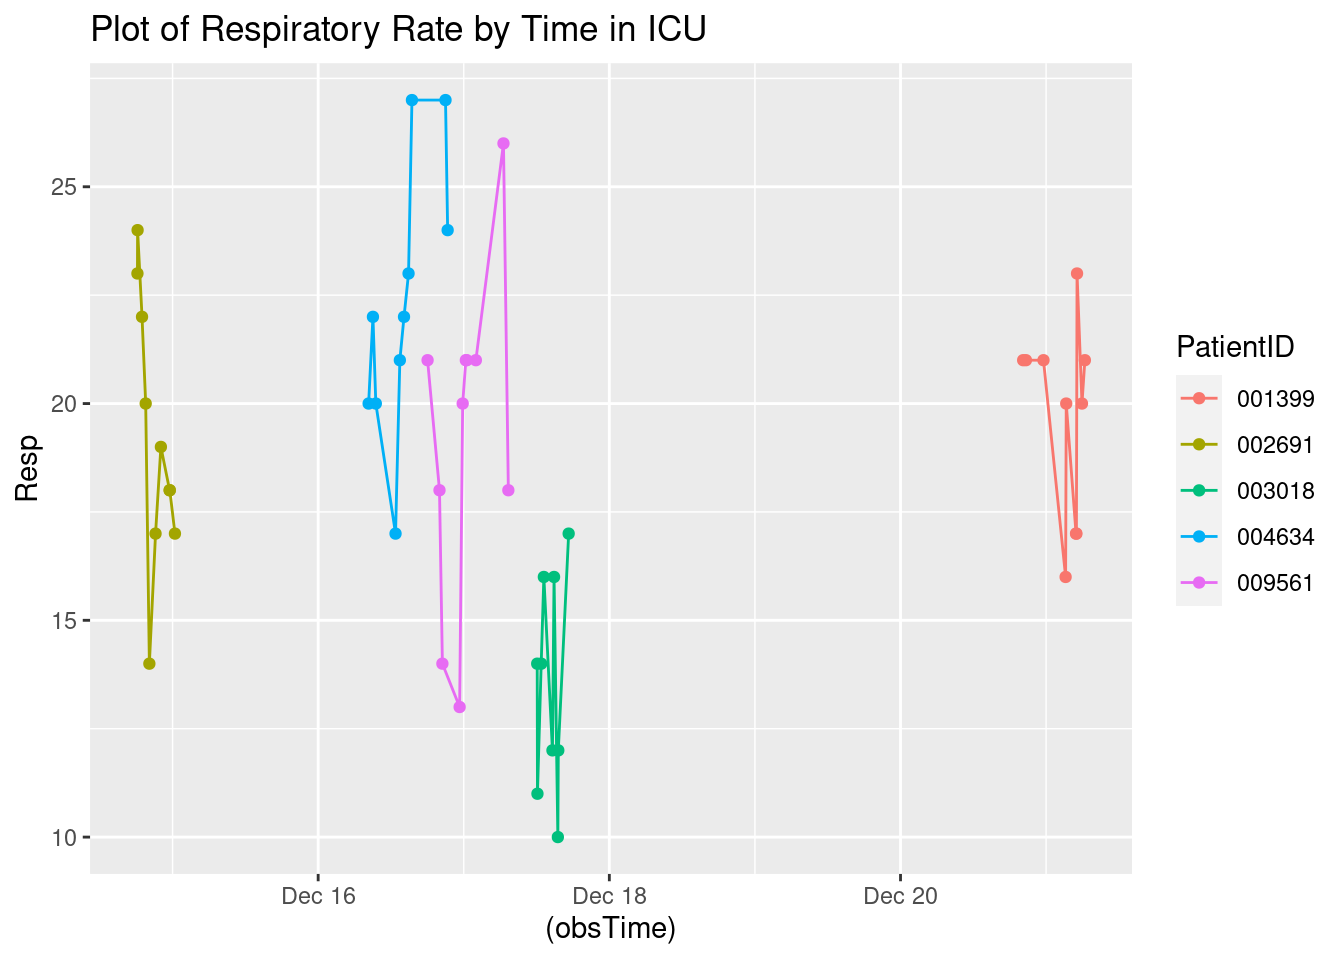 Plot of Respiratory Rate by Time in ICU
25
20
15
10
Resp
Dec 16
Dec 18
Dec 20
(obsTime)
PatientID
001399
002691
003018
004634
009561